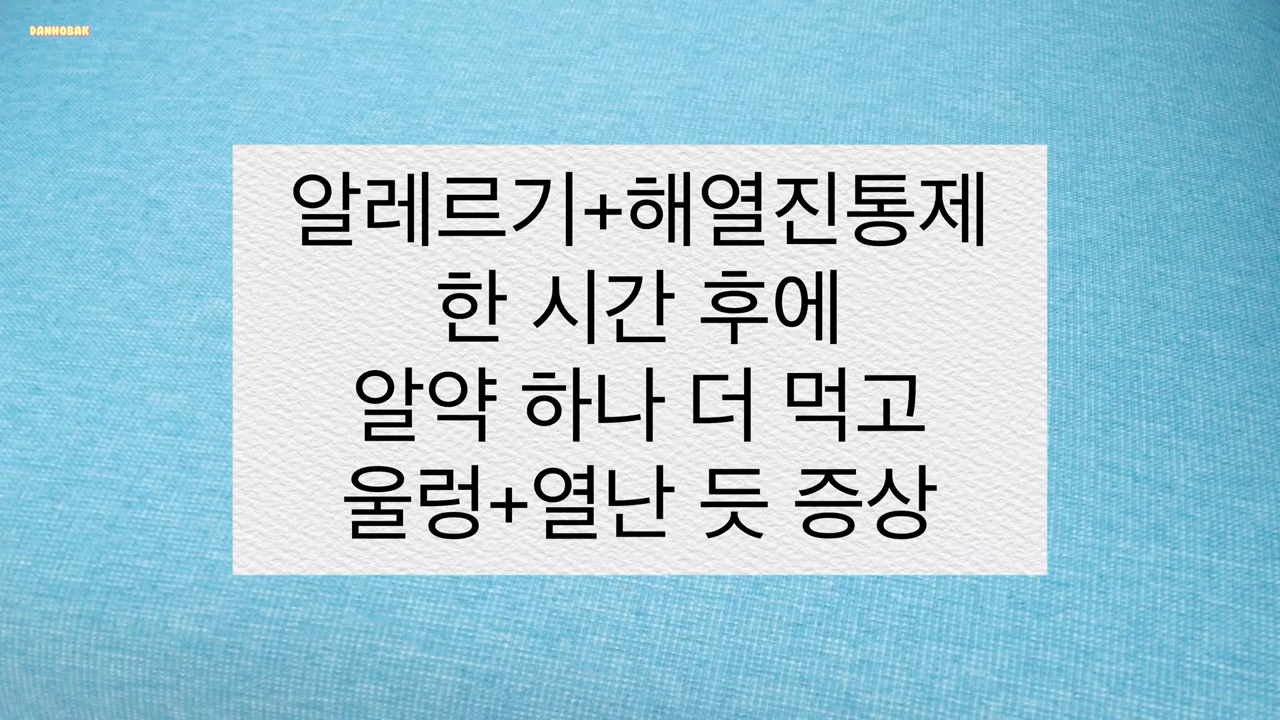 DANHOBAK
알레르기+해열진통제
한 시간 후에
알약 하나 더 먹고
울렁+열난 듯 증상